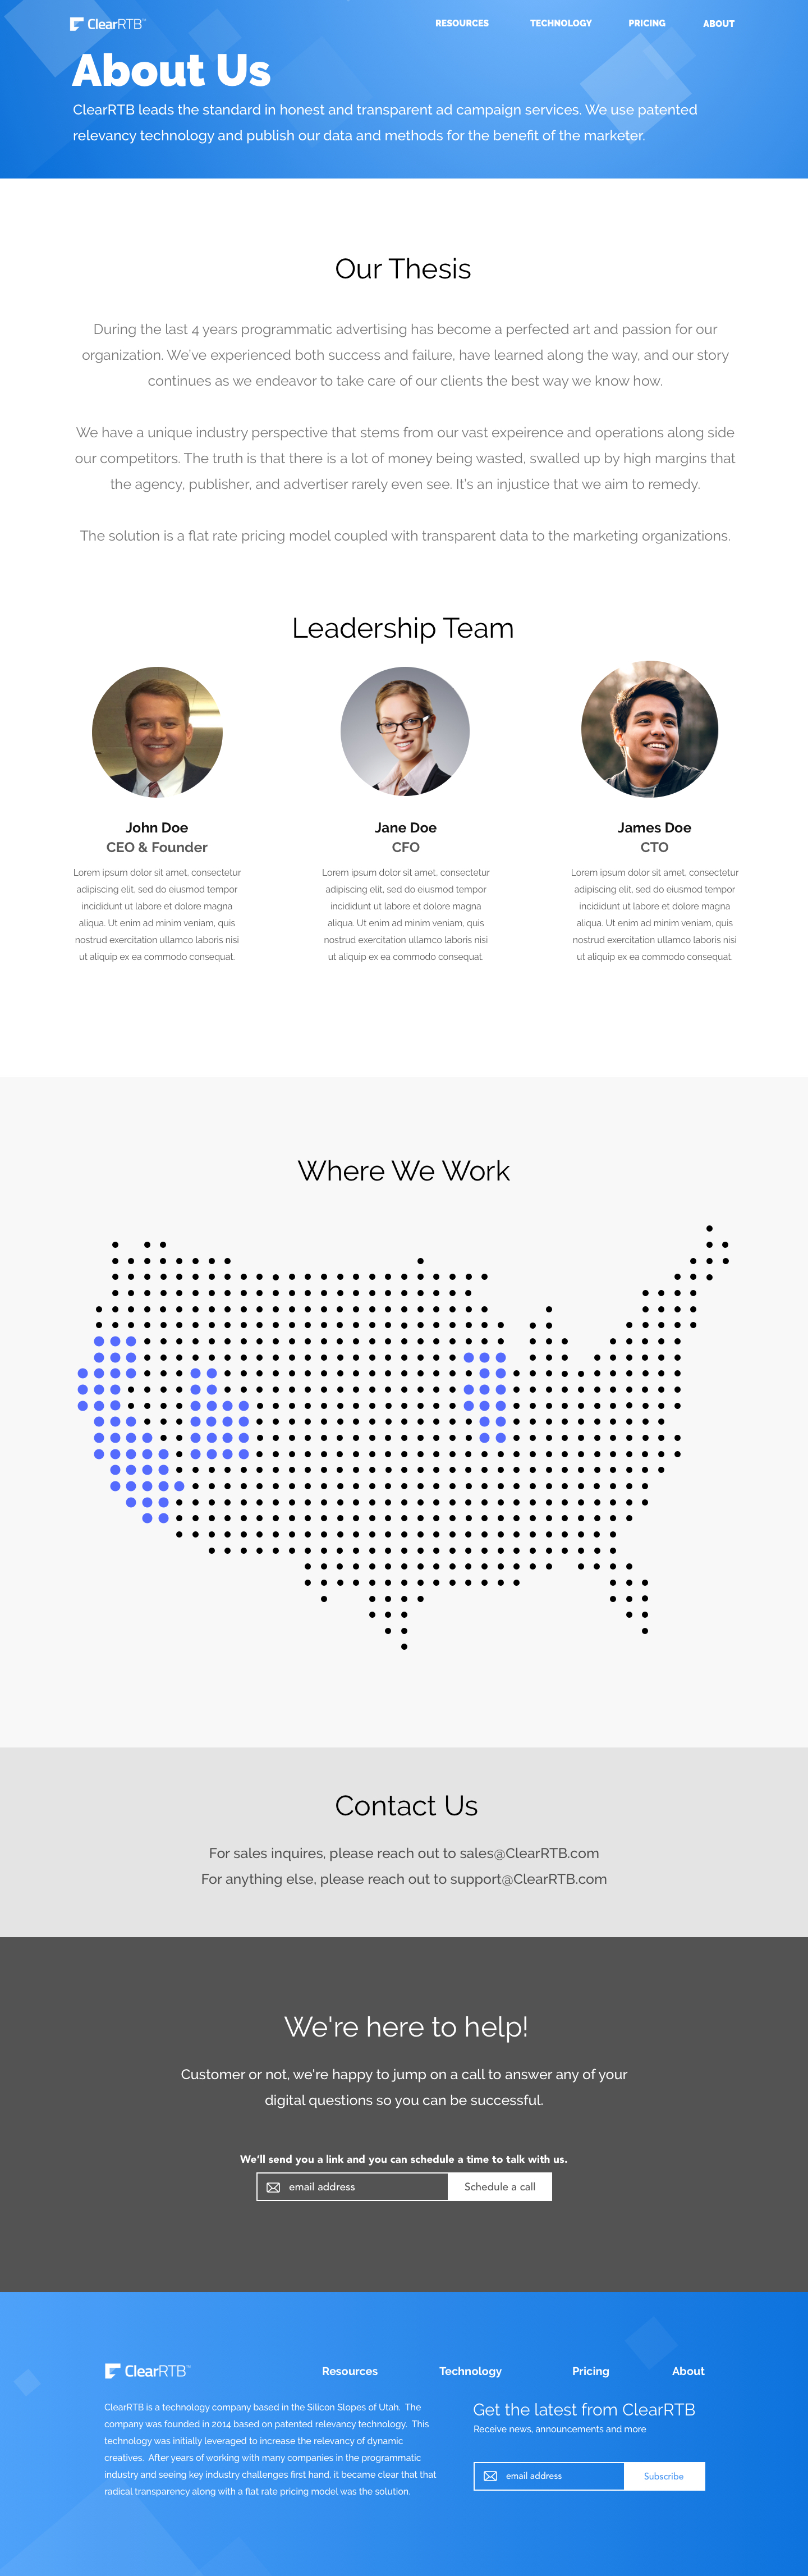 ClearRTB™
RESOURCES TECHNOLOGY PRICING ABOUT
About Us
ClearRTB leads the standard in honest and transparent ad campaign services. We use patented
relevancy technology and publish our data and methods for the benefit of the marketer.
Our Thesis
During the last 4 years programmatic advertising has become a perfected art and passion for our
organization. We've experienced both success and failure, have learned along the way, and our story
continues as we endeavor to take care of our clients the best way we know how.
We have a unique industry perspective that stems from our vast expeirence and operations along side
our competitors. The truth is that there is a lot of money being wasted, swalled up by high margins that
the agency, publisher, and advertiser rarely even see. It's an injustice that we aim to remedy.
The solution is a flat rate pricing model coupled with transparent data to the marketing organizations.
Leadership Team
John Doe
CEO & Founder
Lorem ipsum dolor sit amet, consectetur
adipiscing elit, sed do eiusmod tempor
incididunt ut labore et dolore magna
aliqua. Ut enim ad minim veniam, quis
nostrud exercitation ullamco laboris nisi
ut aliquip ex ea commodo consequat.
Jane Doe
CFO
Lorem ipsum dolor sit amet, consectetur
adipiscing elit, sed do eiusmod tempor
incididunt ut labore et dolore magna
aliqua. Ut enim ad minim veniam, quis
nostrud exercitation ullamco laboris nisi
ut aliquip ex ea commodo consequat.
James Doe
CTO
Lorem ipsum dolor sit amet, consectetur
adipiscing elit, sed do eiusmod tempor
incididunt ut labore et dolore magna
aliqua. Ut enim ad minim veniam, quis
nostrud exercitation ullamco laboris nisi
ut aliquip ex ea commodo consequat.
Where We Work
Contact Us
For sales inquires, please reach out to sales@ClearRTB.com
For anything else, please reach out to support@ClearRTB.com
We're here to help!
Customer or not, we're happy to jump on a call to answer any of your
digital questions so you can be successful.
We'll send you a link and you can schedule a time to talk with us.
email address Schedule a call
ClearRTB™
Resources Technology Pricing About
ClearRTB is a technology company based in the Silicon Slopes of Utah. The
company was founded in 2014 based on patented relevancy technology. This
technology was initially leveraged to increase the relevancy of dynamic
creatives. After years of working with many companies in the programmatic
industry and seeing key industry challenges first hand, it became clear that that
radical transparency along with a flat rate pricing model was the solution.
Get the latest from ClearRTB
Receive news, announcements and more
email address Subscribe